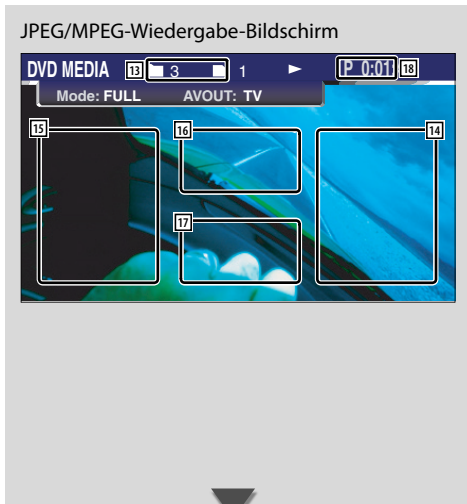 JPEG/MPEG-Wiedergabe-Bildschirm
DVD MEDIA 13 3 1 ► P 0:01 18
Mode: FULL AVOUT: TV
15 16 14
17